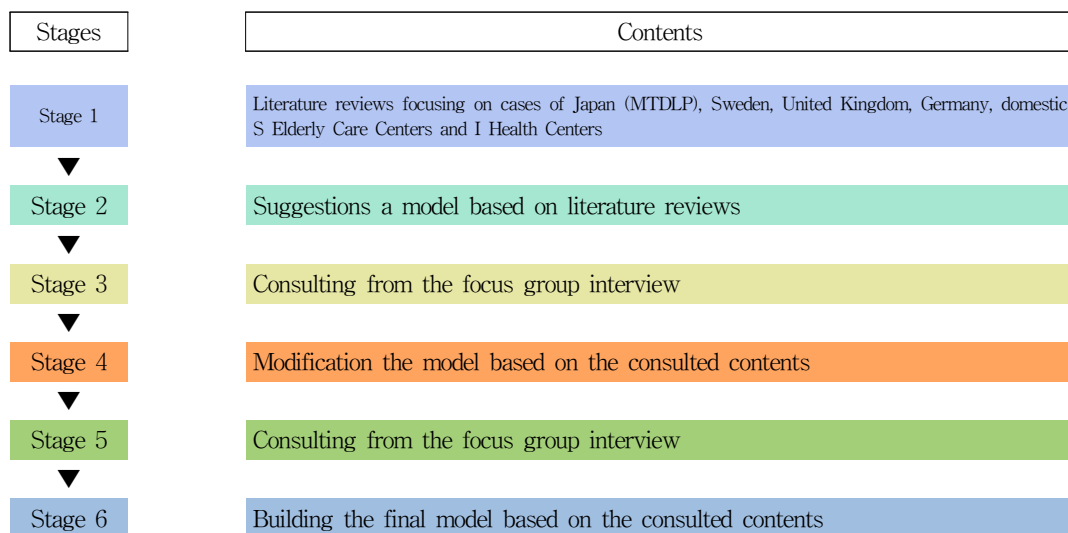 Stages
Contents
Stage 1
Literature reviews focusing on cases of Japan (MTDLP), Sweden, United Kingdom, Germany, domestic
S Elderly Care Centers and I Health Centers
Stage 2
Suggestions a model based on literature reviews
Stage 3
Consulting from the focus group interview
Stage 4
Modification the model based on the consulted contents
Stage 5
Consulting from the focus group interview
Stage 6
Building the final model based on the consulted contents